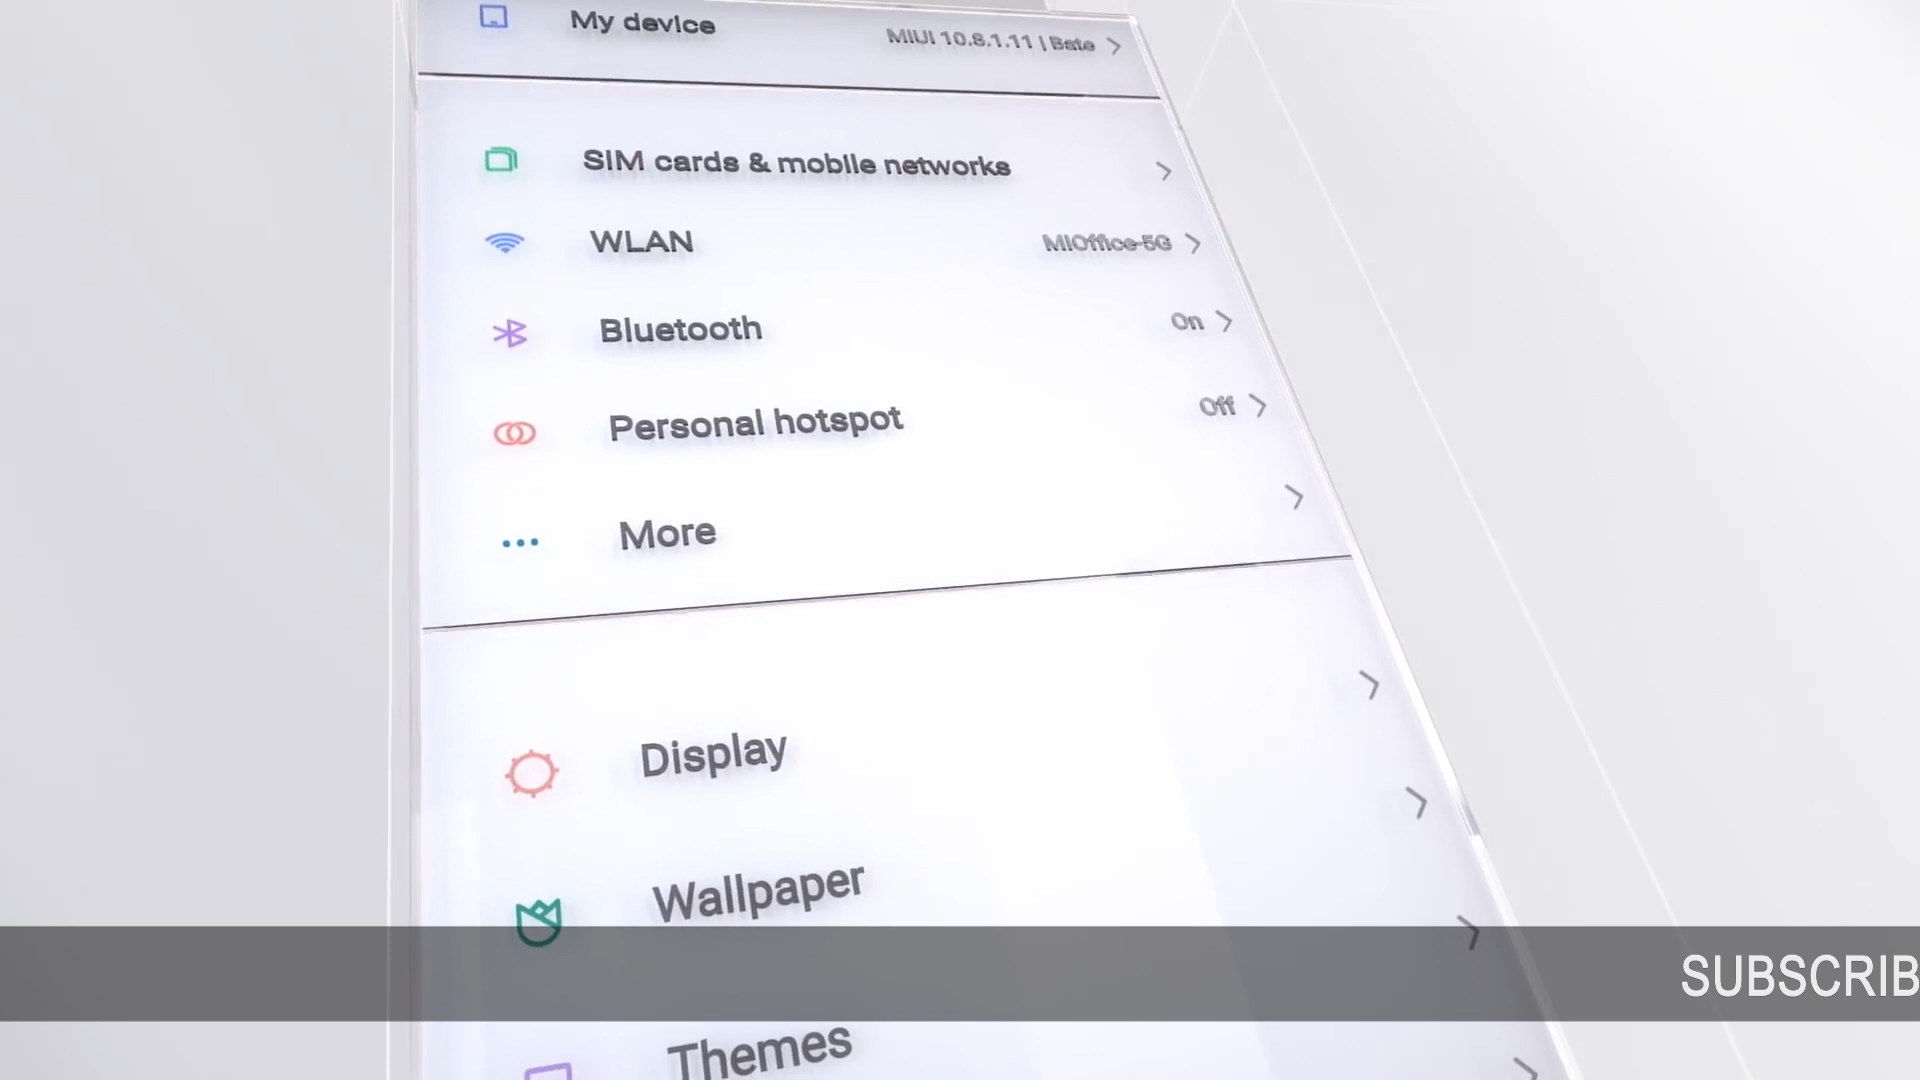 My device
MIUI 10.8.1.11 | Bate
SIM cards & mobile networks
WLAN
MIOffice-5G
Bluetooth
On
Personal hotspot
Off
More
Display
Wallpaper
SUBSCRIB
Themes